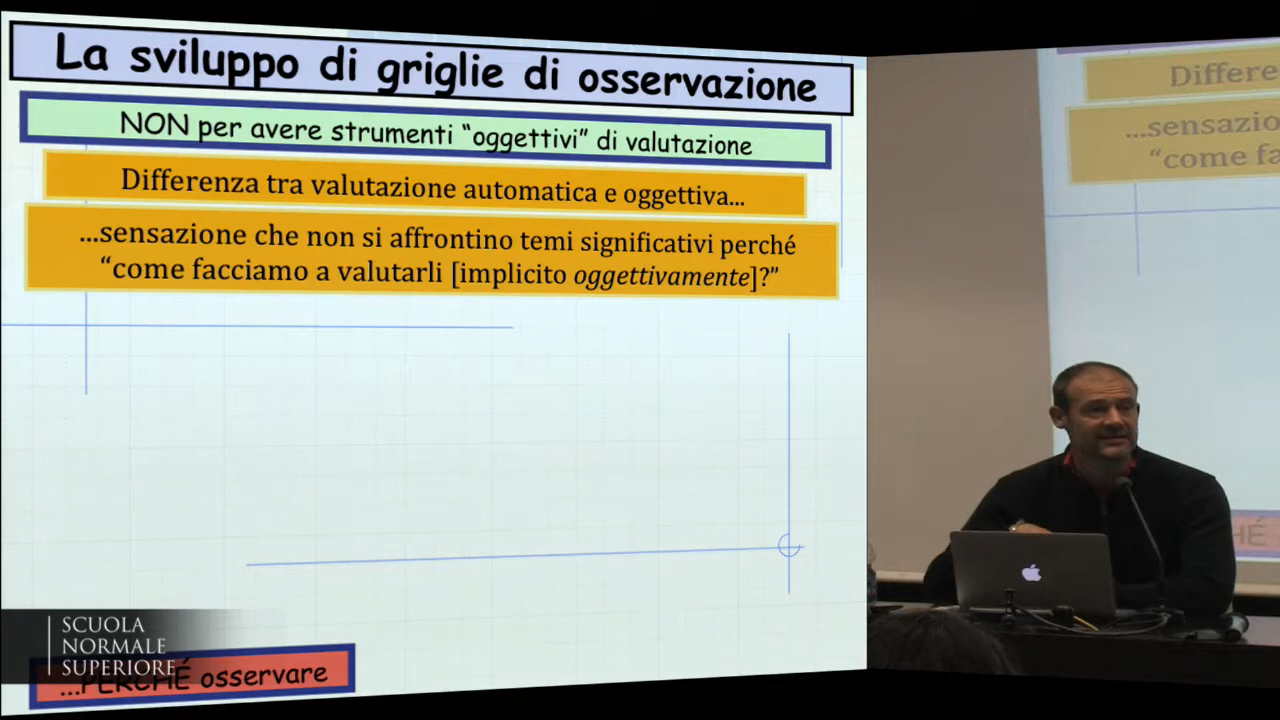 La sviluppo di griglie di osservazione
NON per avere strumenti “oggettivi” di valutazione
Differenza tra valutazione automatica e oggettiva...
...sensazione che non si affrontino temi significativi perché
“come facciamo a valutarli [implicito oggettivamente]?”
...PERCHÉ osservare
SCUOLA
NORMALE
SUPERIORE
Differe
...sensazio
“come fa
HÉ